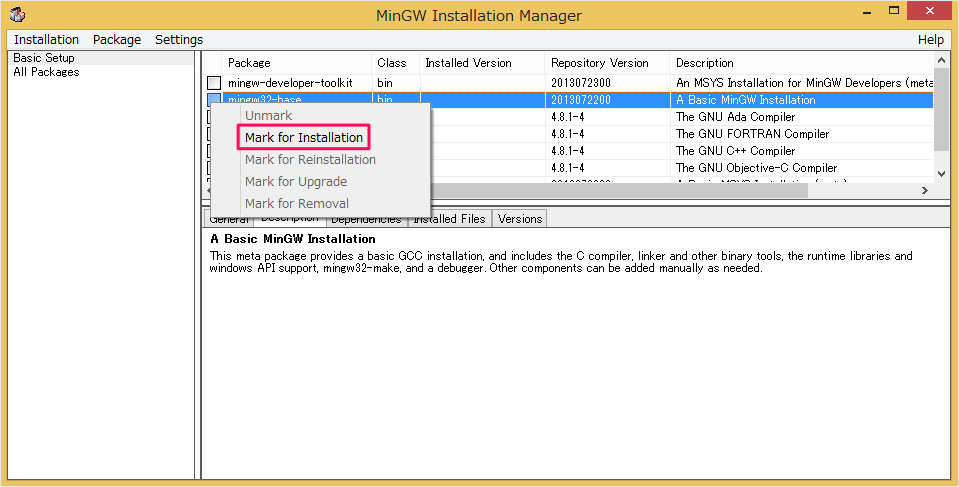 MinGW Installation Manager
Installation Package Settings Help
Basic Setup
All Packages
Package Class Installed Version Repository Version Description
mingw-developer-toolkit bin 2013072300 An MSYS Installation for MinGW Developers (meta
mingw32-base bin 2013072200 A Basic MinGW Installation
4.8.1-4 The GNU Ada Compiler
4.8.1-4 The GNU FORTRAN Compiler
4.8.1-4 The GNU C++ Compiler
4.8.1-4 The GNU Objective-C Compiler
2013072300 A Basic MSYS Installation (meta)
Unmark
Mark for Installation
Mark for Reinstallation
Mark for Upgrade
Mark for Removal
General Description Dependencies Installed Files Versions
A Basic MinGW Installation
This meta package provides a basic GCC installation, and includes the C compiler, linker and other binary tools, the runtime libraries and
windows API support, mingw32-make, and a debugger. Other components can be added manually as needed.